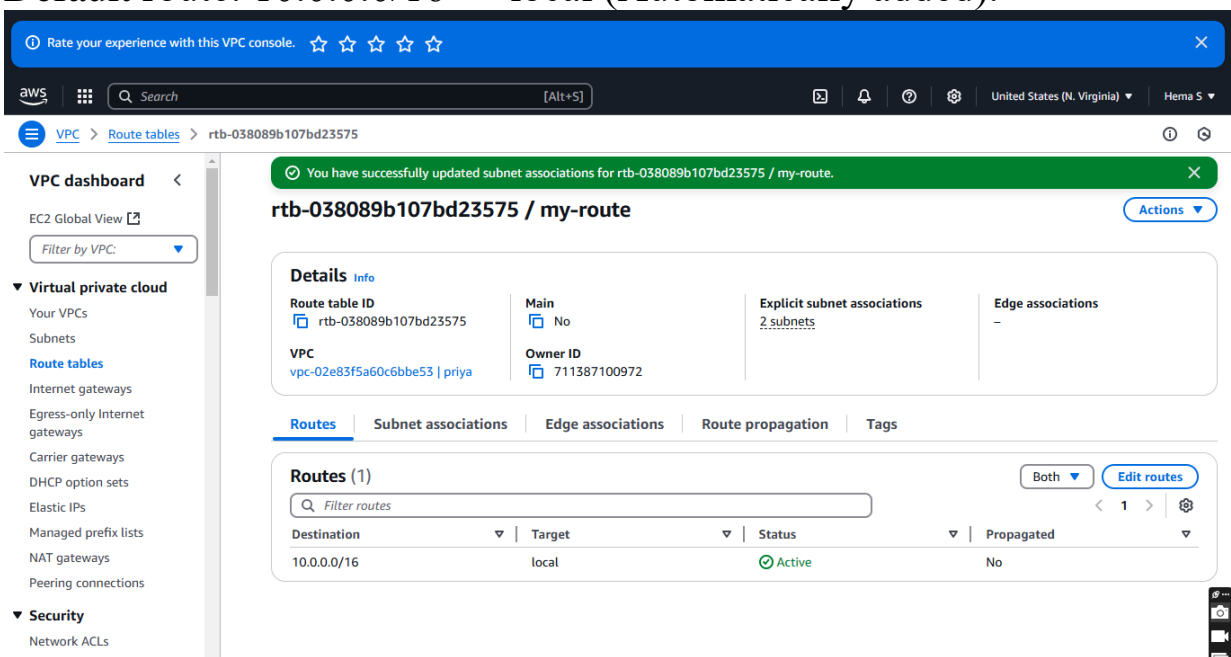 Rate your experience with this VPC console.
aws Search [Alt+S] United States (N. Virginia) Hema S
VPC > Route tables > rtb-038089b107bd23575
VPC dashboard
EC2 Global View
Filter by VPC:
Virtual private cloud
Your VPCs
Subnets
Route tables
Internet gateways
Egress-only Internet
gateways
Carrier gateways
DHCP option sets
Elastic IPs
Managed prefix lists
NAT gateways
Peering connections
Security
Network ACLs
You have successfully updated subnet associations for rtb-038089b107bd23575 / my-route.
rtb-038089b107bd23575 / my-route
Actions
Details Info
Route table ID
rtb-038089b107bd23575
Main
No
Explicit subnet associations
2 subnets
Edge associations
–
VPC
vpc-02e83f5a60c6bbe53 | priya
Owner ID
711387100972
Routes Subnet associations Edge associations Route propagation Tags
Routes (1)
Both Edit routes
Filter routes
< 1 >
Destination Target Status Propagated
10.0.0.0/16 local Active No